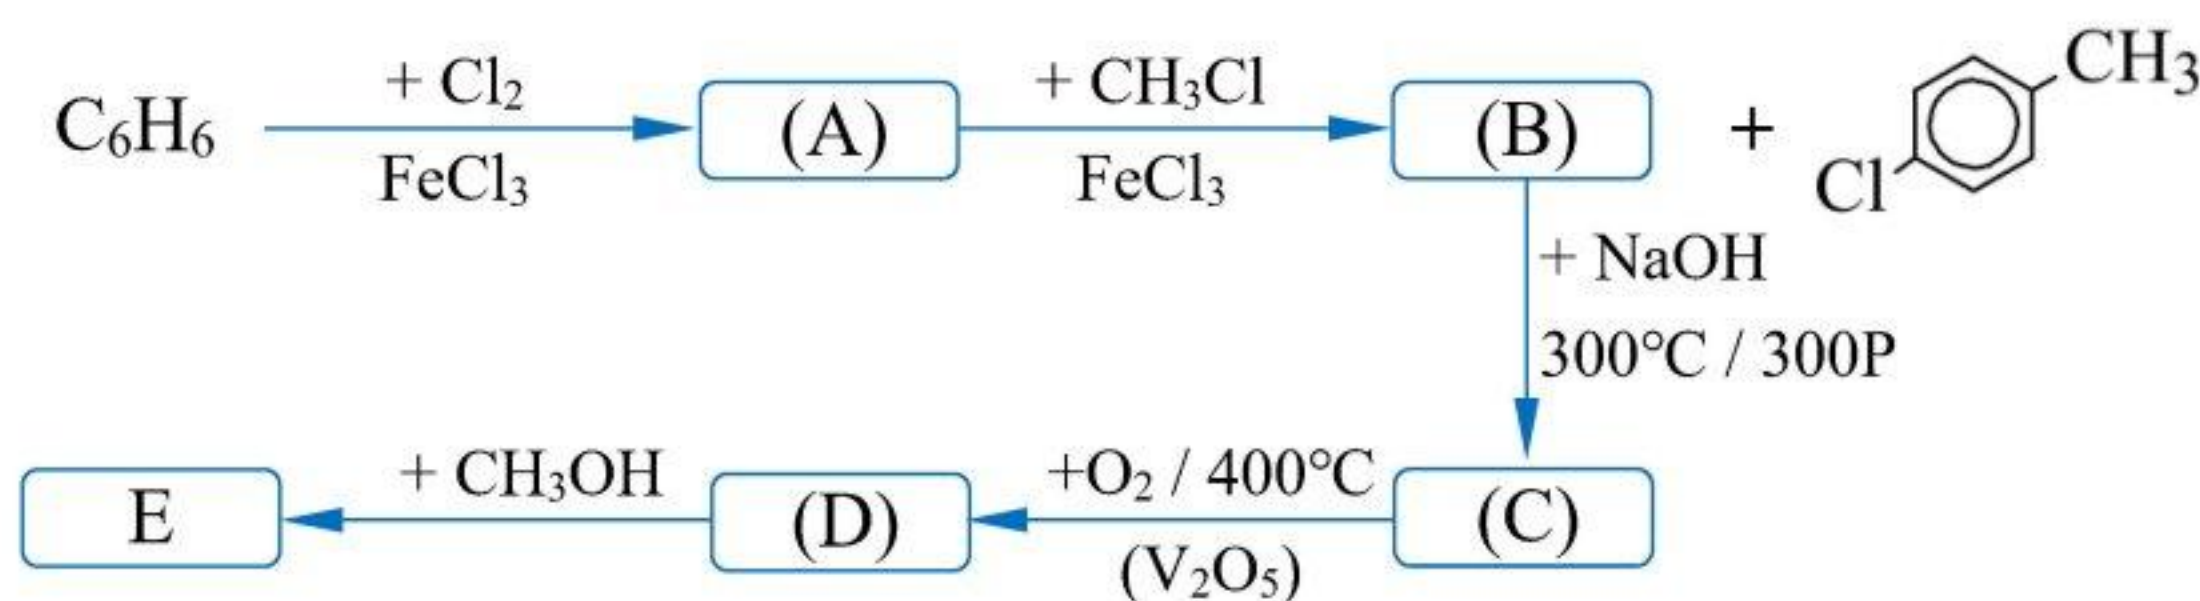 C₆H₆
+ Cl₂
FeCl₃
(A)
+ CH₃Cl
FeCl₃
(B)
+
Cl
CH₃
+ NaOH
300°C / 300P
(C)
+O₂ / 400°C
(V₂O₅)
(D)
+ CH₃OH
E